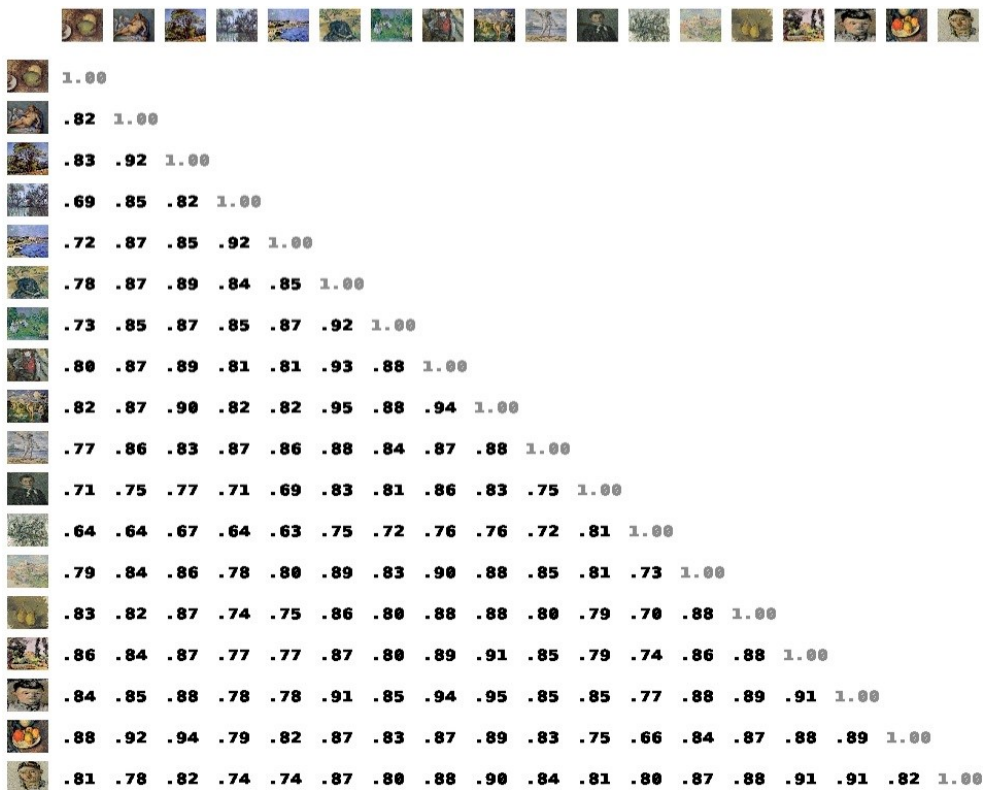 1.00
.82 1.00
.83 .92 1.00
.69 .85 .82 1.00
.72 .87 .85 .92 1.00
.78 .87 .89 .84 .85 1.00
.73 .85 .87 .85 .87 .92 1.00
.80 .87 .89 .81 .81 .93 .88 1.00
.82 .87 .90 .82 .82 .95 .88 .94 1.00
.77 .86 .83 .87 .86 .88 .84 .87 .88 1.00
.71 .75 .77 .71 .69 .83 .81 .86 .83 .75 1.00
.64 .64 .67 .64 .63 .75 .72 .76 .76 .72 .81 1.00
.79 .84 .86 .78 .80 .89 .83 .90 .88 .85 .81 .73 1.00
.83 .82 .87 .74 .75 .86 .80 .88 .88 .80 .79 .70 .88 1.00
.86 .84 .87 .77 .77 .87 .80 .89 .91 .85 .79 .74 .86 .88 1.00
.84 .85 .88 .78 .78 .91 .85 .94 .95 .85 .85 .77 .88 .89 .91 1.00
.88 .92 .94 .79 .82 .87 .83 .87 .89 .83 .75 .66 .84 .87 .88 .89 1.00
.81 .78 .82 .74 .74 .87 .80 .88 .90 .84 .81 .80 .87 .88 .91 .91 .82 1.00